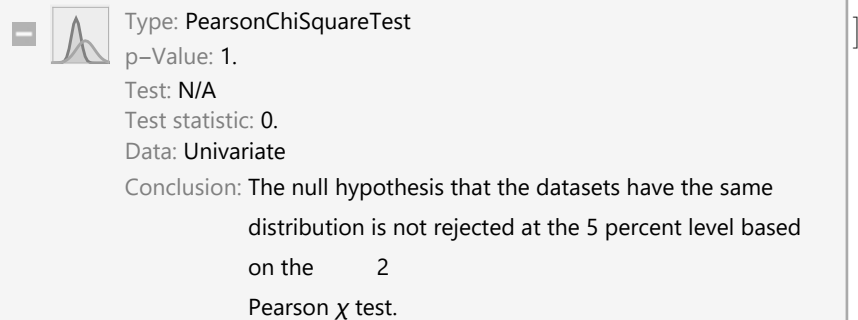 Type: PearsonChiSquareTest
p–Value: 1.
Test: N/A
Test statistic: 0.
Data: Univariate
Conclusion: The null hypothesis that the datasets have the same
distribution is not rejected at the 5 percent level based
on the 2
Pearson χ test.
]